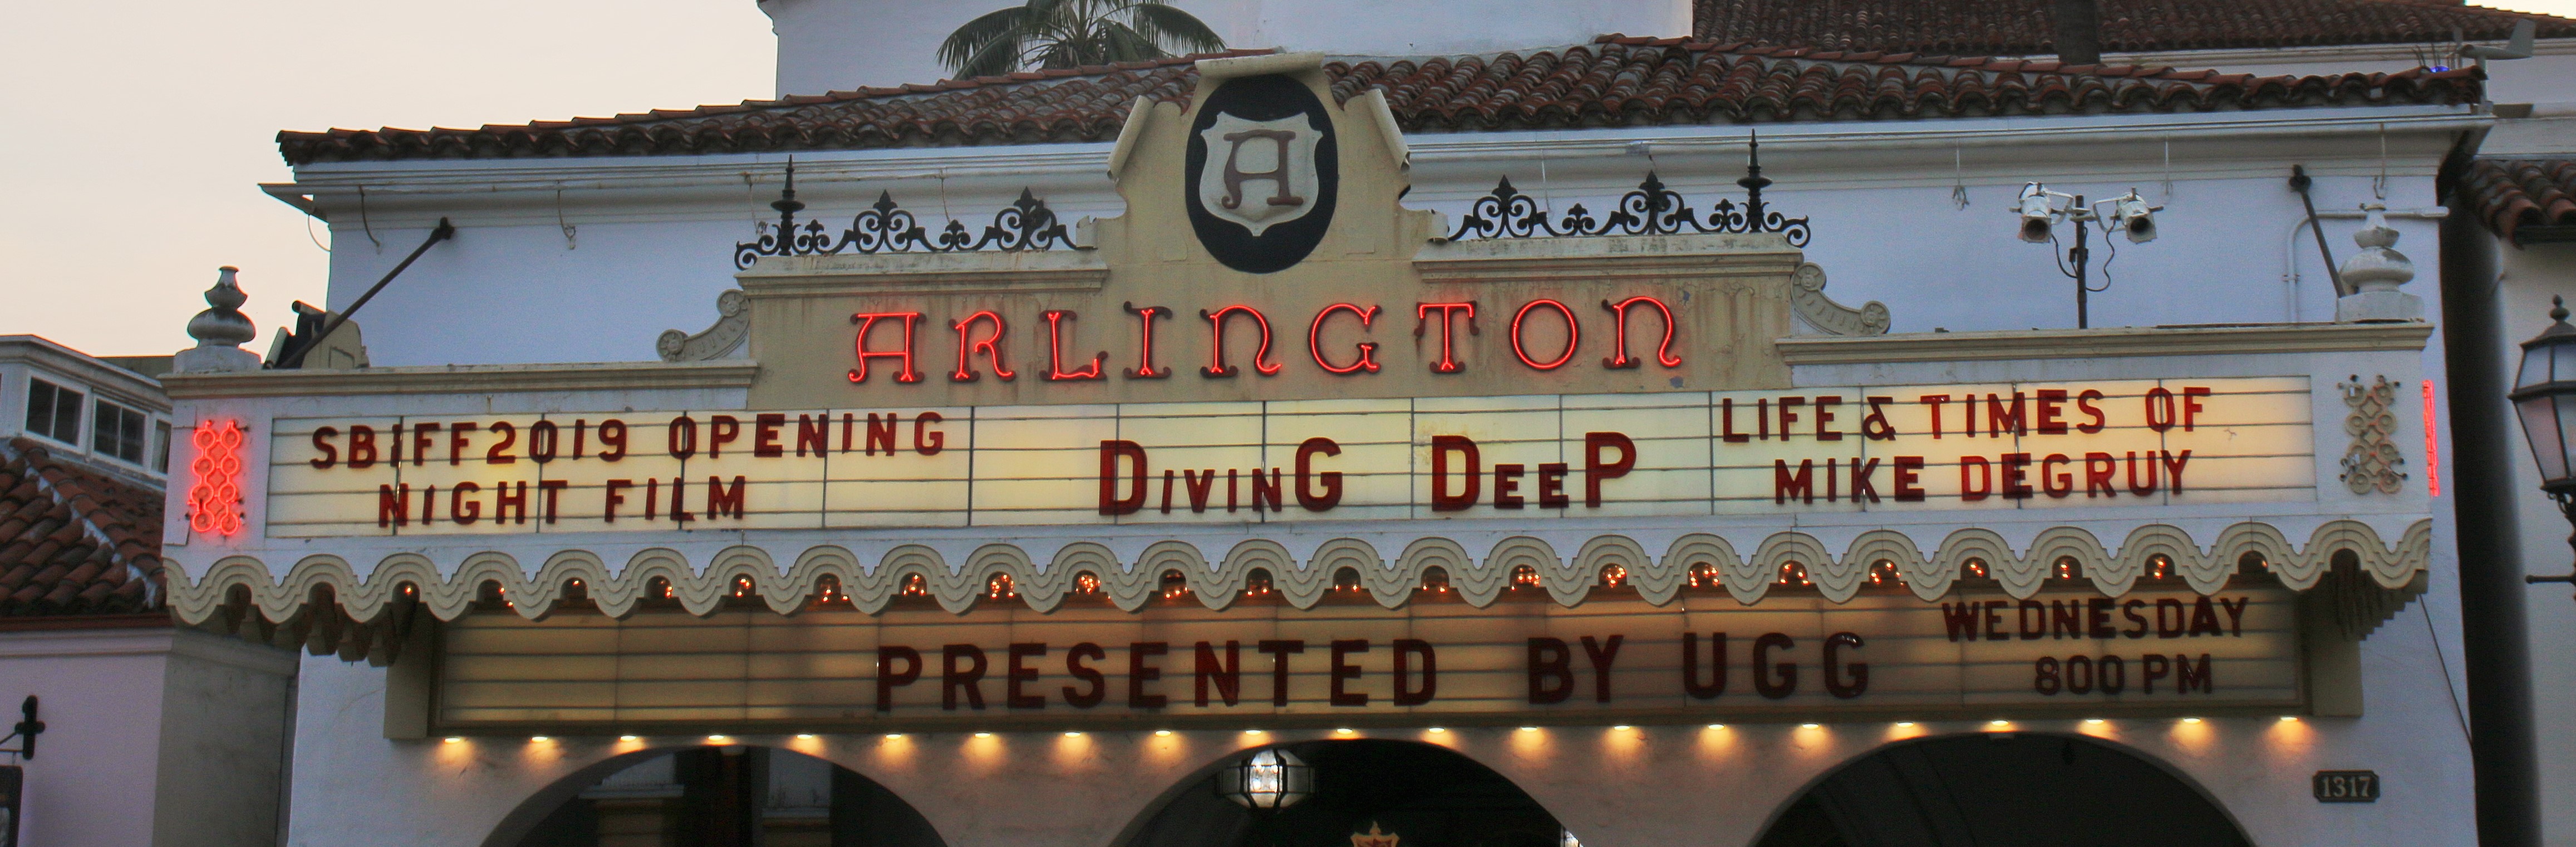 A
ARLINGTON
SBIFF2019 OPENING
NIGHT FILM
DIVING DEEP
LIFE & TIMES OF
MIKE DEGRUY
PRESENTED BY UGG
WEDNESDAY
800 PM
1317